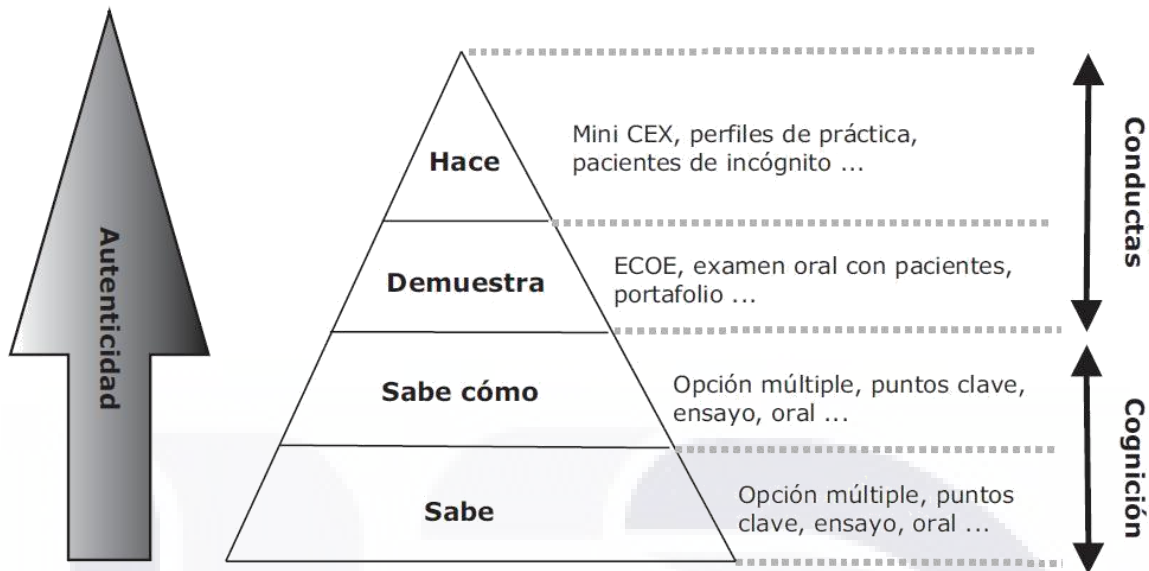 Autenticidad
Hace
Mini CEX, perfiles de práctica,
pacientes de incógnito ...
Demuestra
ECOE, examen oral con pacientes,
portafolio ...
Conductas
Sabe cómo
Opción múltiple, puntos clave,
ensayo, oral ...
Sabe
Opción múltiple, puntos
clave, ensayo, oral ...
Cognición